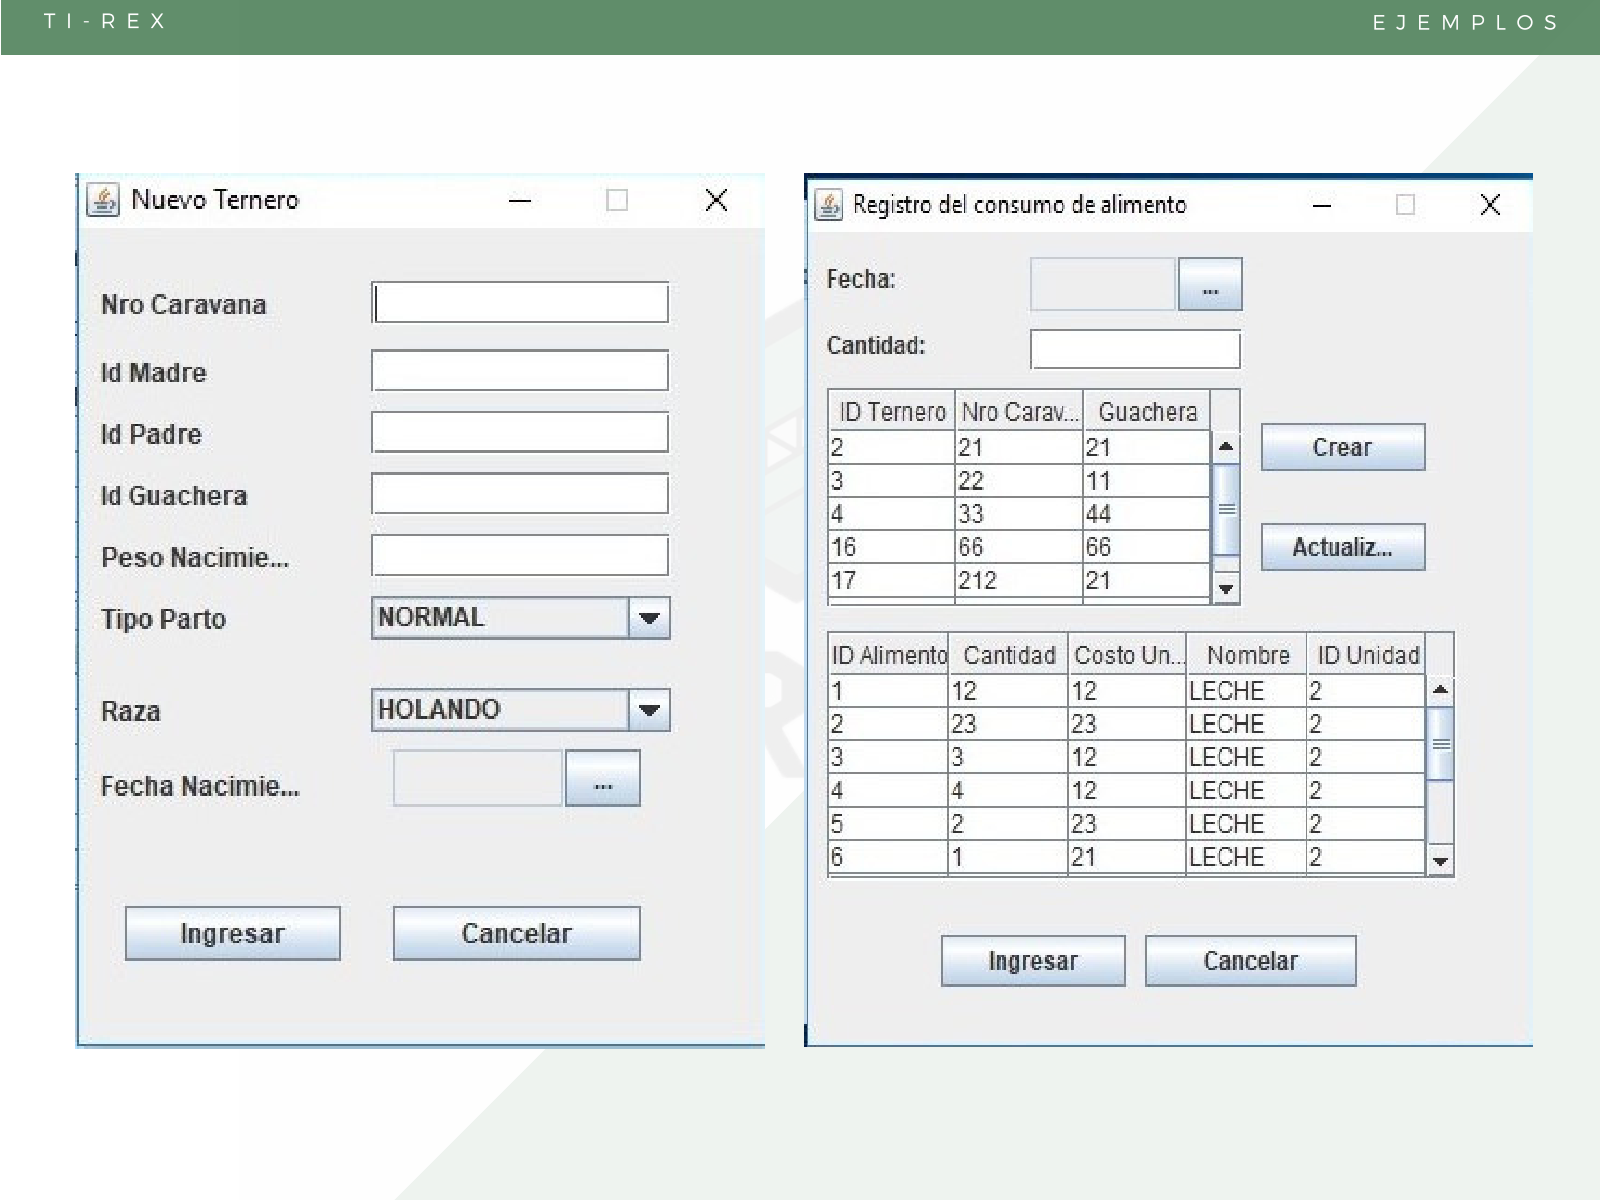 TI-REX
EJEMPLOS
Nuevo Ternero
Nro Caravana
Id Madre
Id Padre
Id Guachera
Peso Nacimie...
Tipo Parto NORMAL
Raza HOLANDO
Fecha Nacimie... ...
Ingresar Cancelar
Registro del consumo de alimento
Fecha: ...
Cantidad:
ID Ternero Nro Carav... Guachera
2 21 21
3 22 11
4 33 44
16 66 66
17 212 21
Crear
Actualiz...
ID Alimento Cantidad Costo Un... Nombre ID Unidad
1 12 12 LECHE 2
2 23 23 LECHE 2
3 3 12 LECHE 2
4 4 12 LECHE 2
5 2 23 LECHE 2
6 1 21 LECHE 2
Ingresar Cancelar